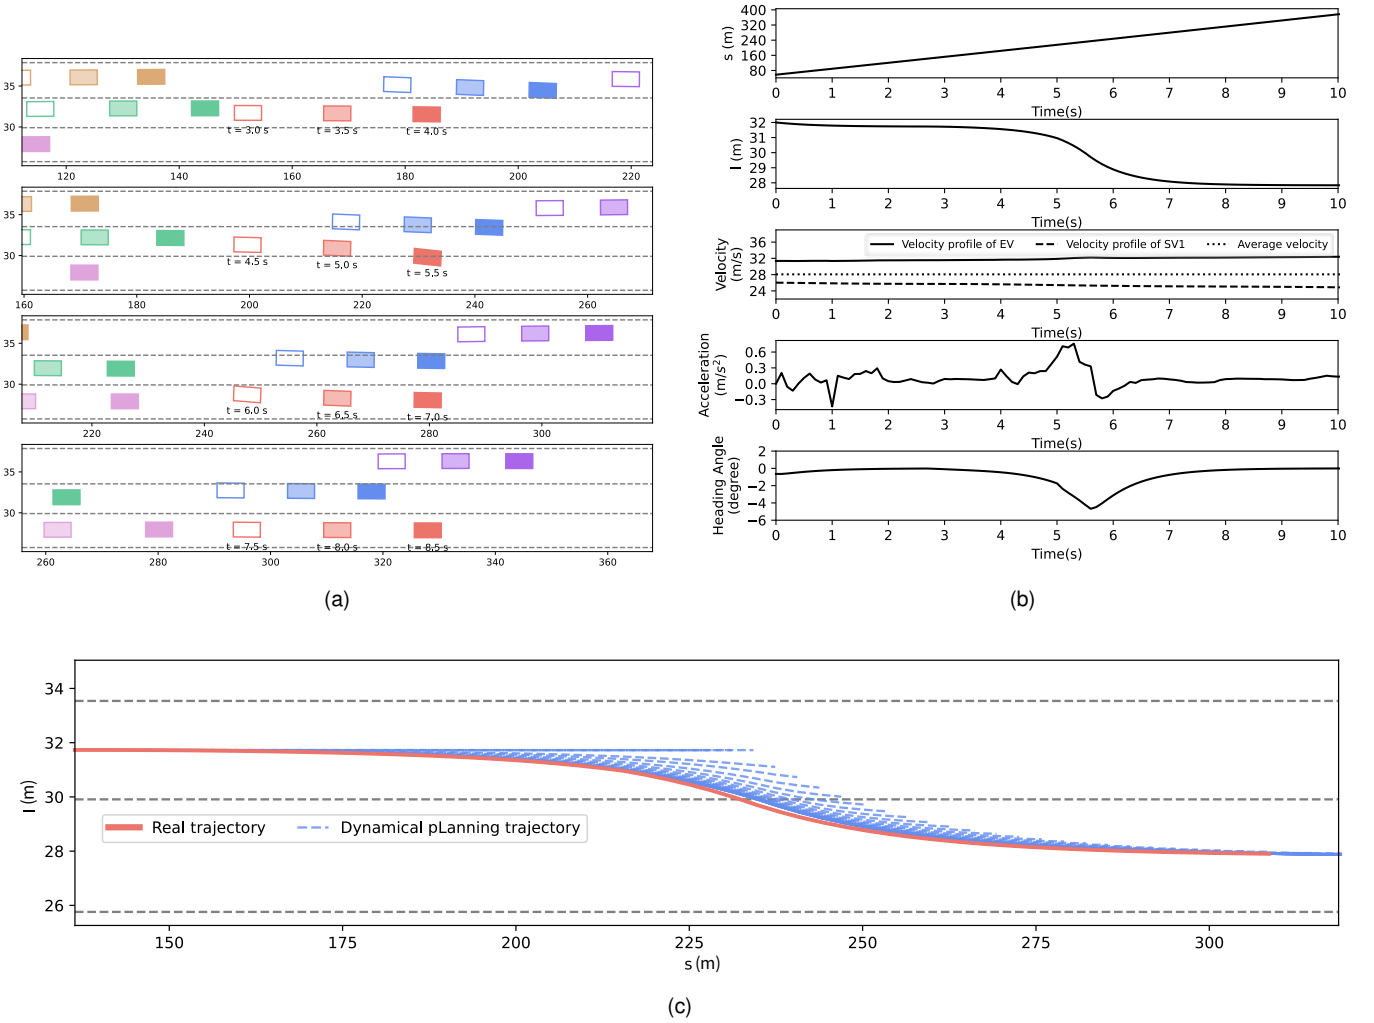 35
30
t = 3.0 s
t = 3.5 s
t = 4.0 s
120
140
160
180
200
220
35
30
t = 4.5 s
t = 5.0 s
t = 5.5 s
160
180
200
220
240
260
35
30
t = 6.0 s
t = 6.5 s
t = 7.0 s
220
240
260
280
300
35
30
t = 7.5 s
t = 8.0 s
t = 8.5 s
260
280
300
320
340
360
(a)
s (m)
400
320
240
160
80
0 1 2 3 4 5 6 7 8 9 10
Time(s)
l (m)
32
31
30
29
28
0 1 2 3 4 5 6 7 8 9 10
Time(s)
Velocity
(m/s)
36
32
28
24
Velocity profile of EV
Velocity profile of SV1
Average velocity
0 1 2 3 4 5 6 7 8 9 10
Time(s)
Acceleration
(m/s²)
0.6
0.3
0.0
−0.3
0 1 2 3 4 5 6 7 8 9 10
Time(s)
Heading Angle
(degree)
2
0
−2
−4
−6
0 1 2 3 4 5 6 7 8 9 10
Time(s)
(b)
l (m)
34
32
30
28
26
Real trajectory
Dynamical pLanning trajectory
150
175
200
225
250
275
300
s (m)
(c)